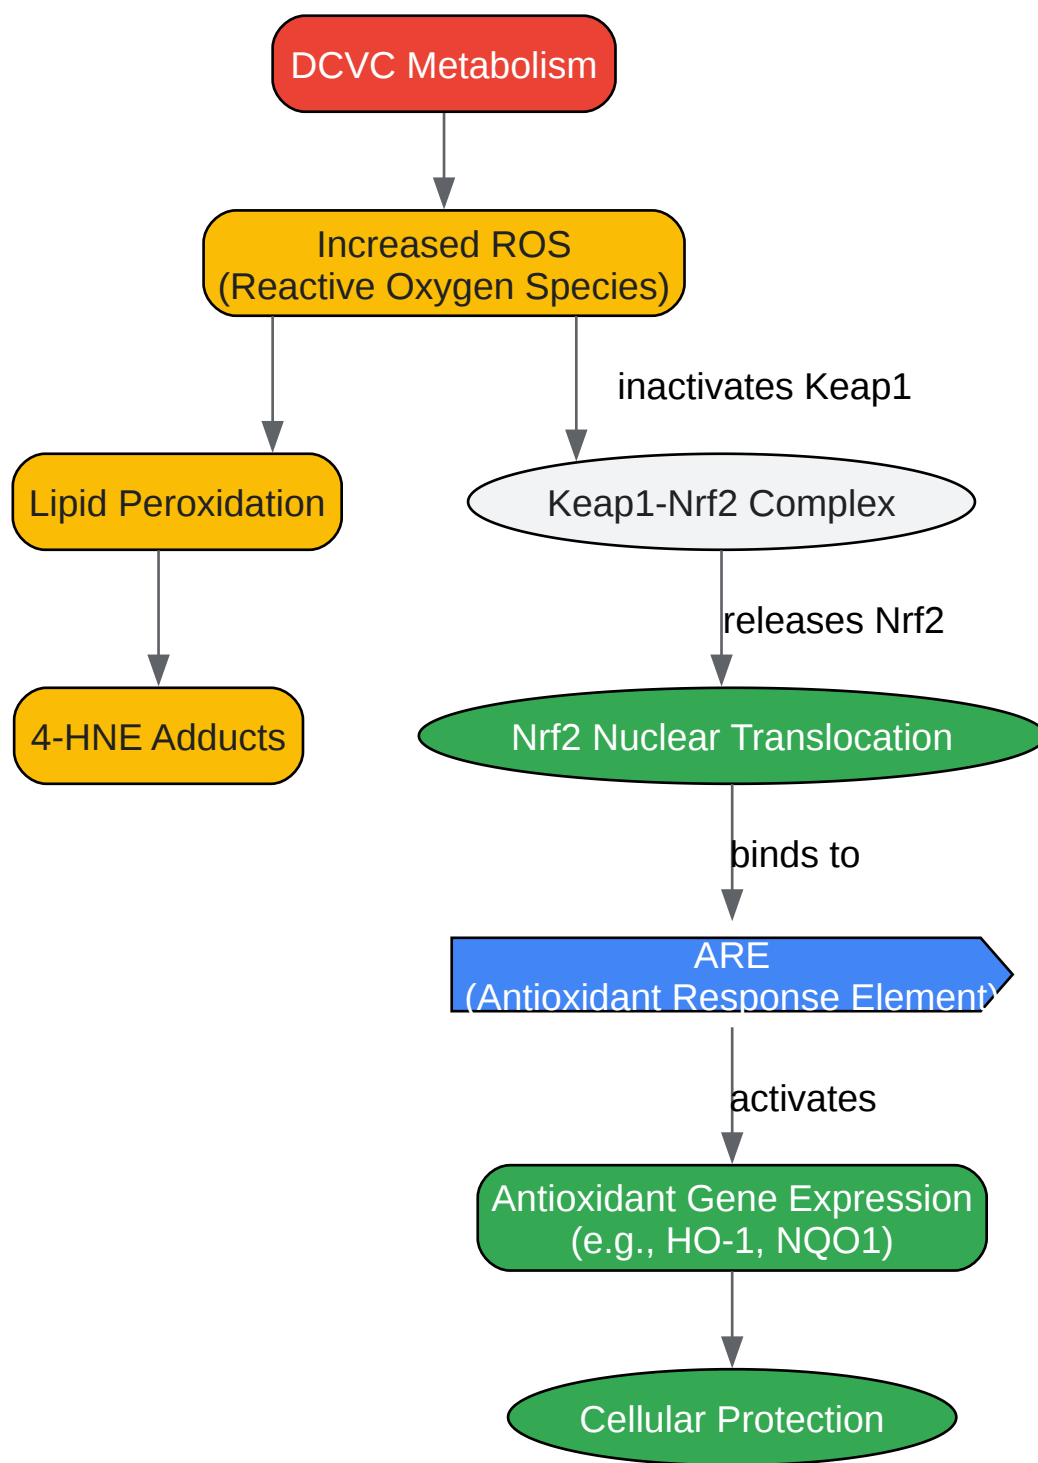 DCVC Metabolism
Increased ROS
(Reactive Oxygen Species)
inactivates Keap1
Lipid Peroxidation
Keap1-Nrf2 Complex
releases Nrf2
4-HNE Adducts
Nrf2 Nuclear Translocation
binds to
ARE
(Antioxidant Response Element)
activates
Antioxidant Gene Expression
(e.g., HO-1, NQO1)
Cellular Protection